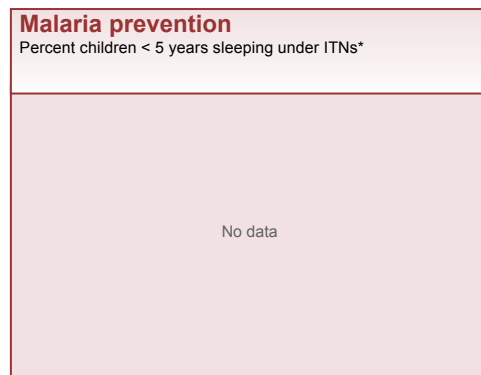 Malaria prevention
Percent children < 5 years sleeping under ITNs*
No data